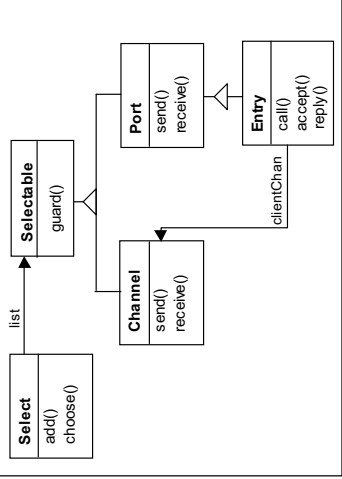 list
Select
add()
choose()
Selectable
guard()
Channel
send()
receive()
Port
send()
receive()
clientChan
Entry
call()
accept()
reply()